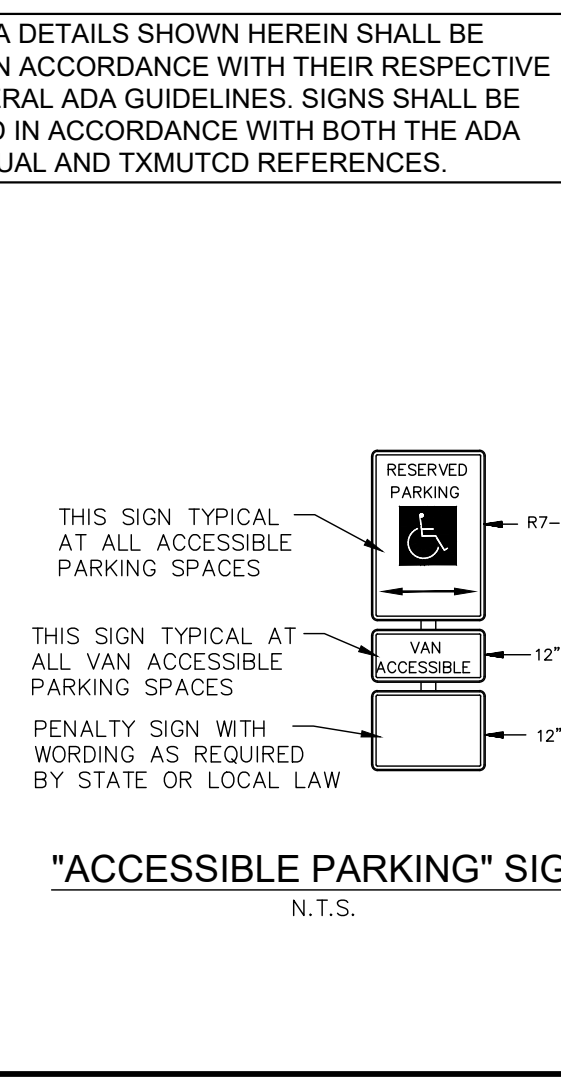 A DETAILS SHOWN HEREIN SHALL BE
N ACCORDANCE WITH THEIR RESPECTIVE
ERAL ADA GUIDELINES. SIGNS SHALL BE
D IN ACCORDANCE WITH BOTH THE ADA
UAL AND TXMUTCD REFERENCES.
RESERVED
PARKING
THIS SIGN TYPICAL
AT ALL ACCESSIBLE
PARKING SPACES
R7-
THIS SIGN TYPICAL AT
ALL VAN ACCESSIBLE
PARKING SPACES
VAN
ACCESSIBLE
12"
PENALTY SIGN WITH
WORDING AS REQUIRED
BY STATE OR LOCAL LAW
12"
"ACCESSIBLE PARKING" SIG
N.T.S.